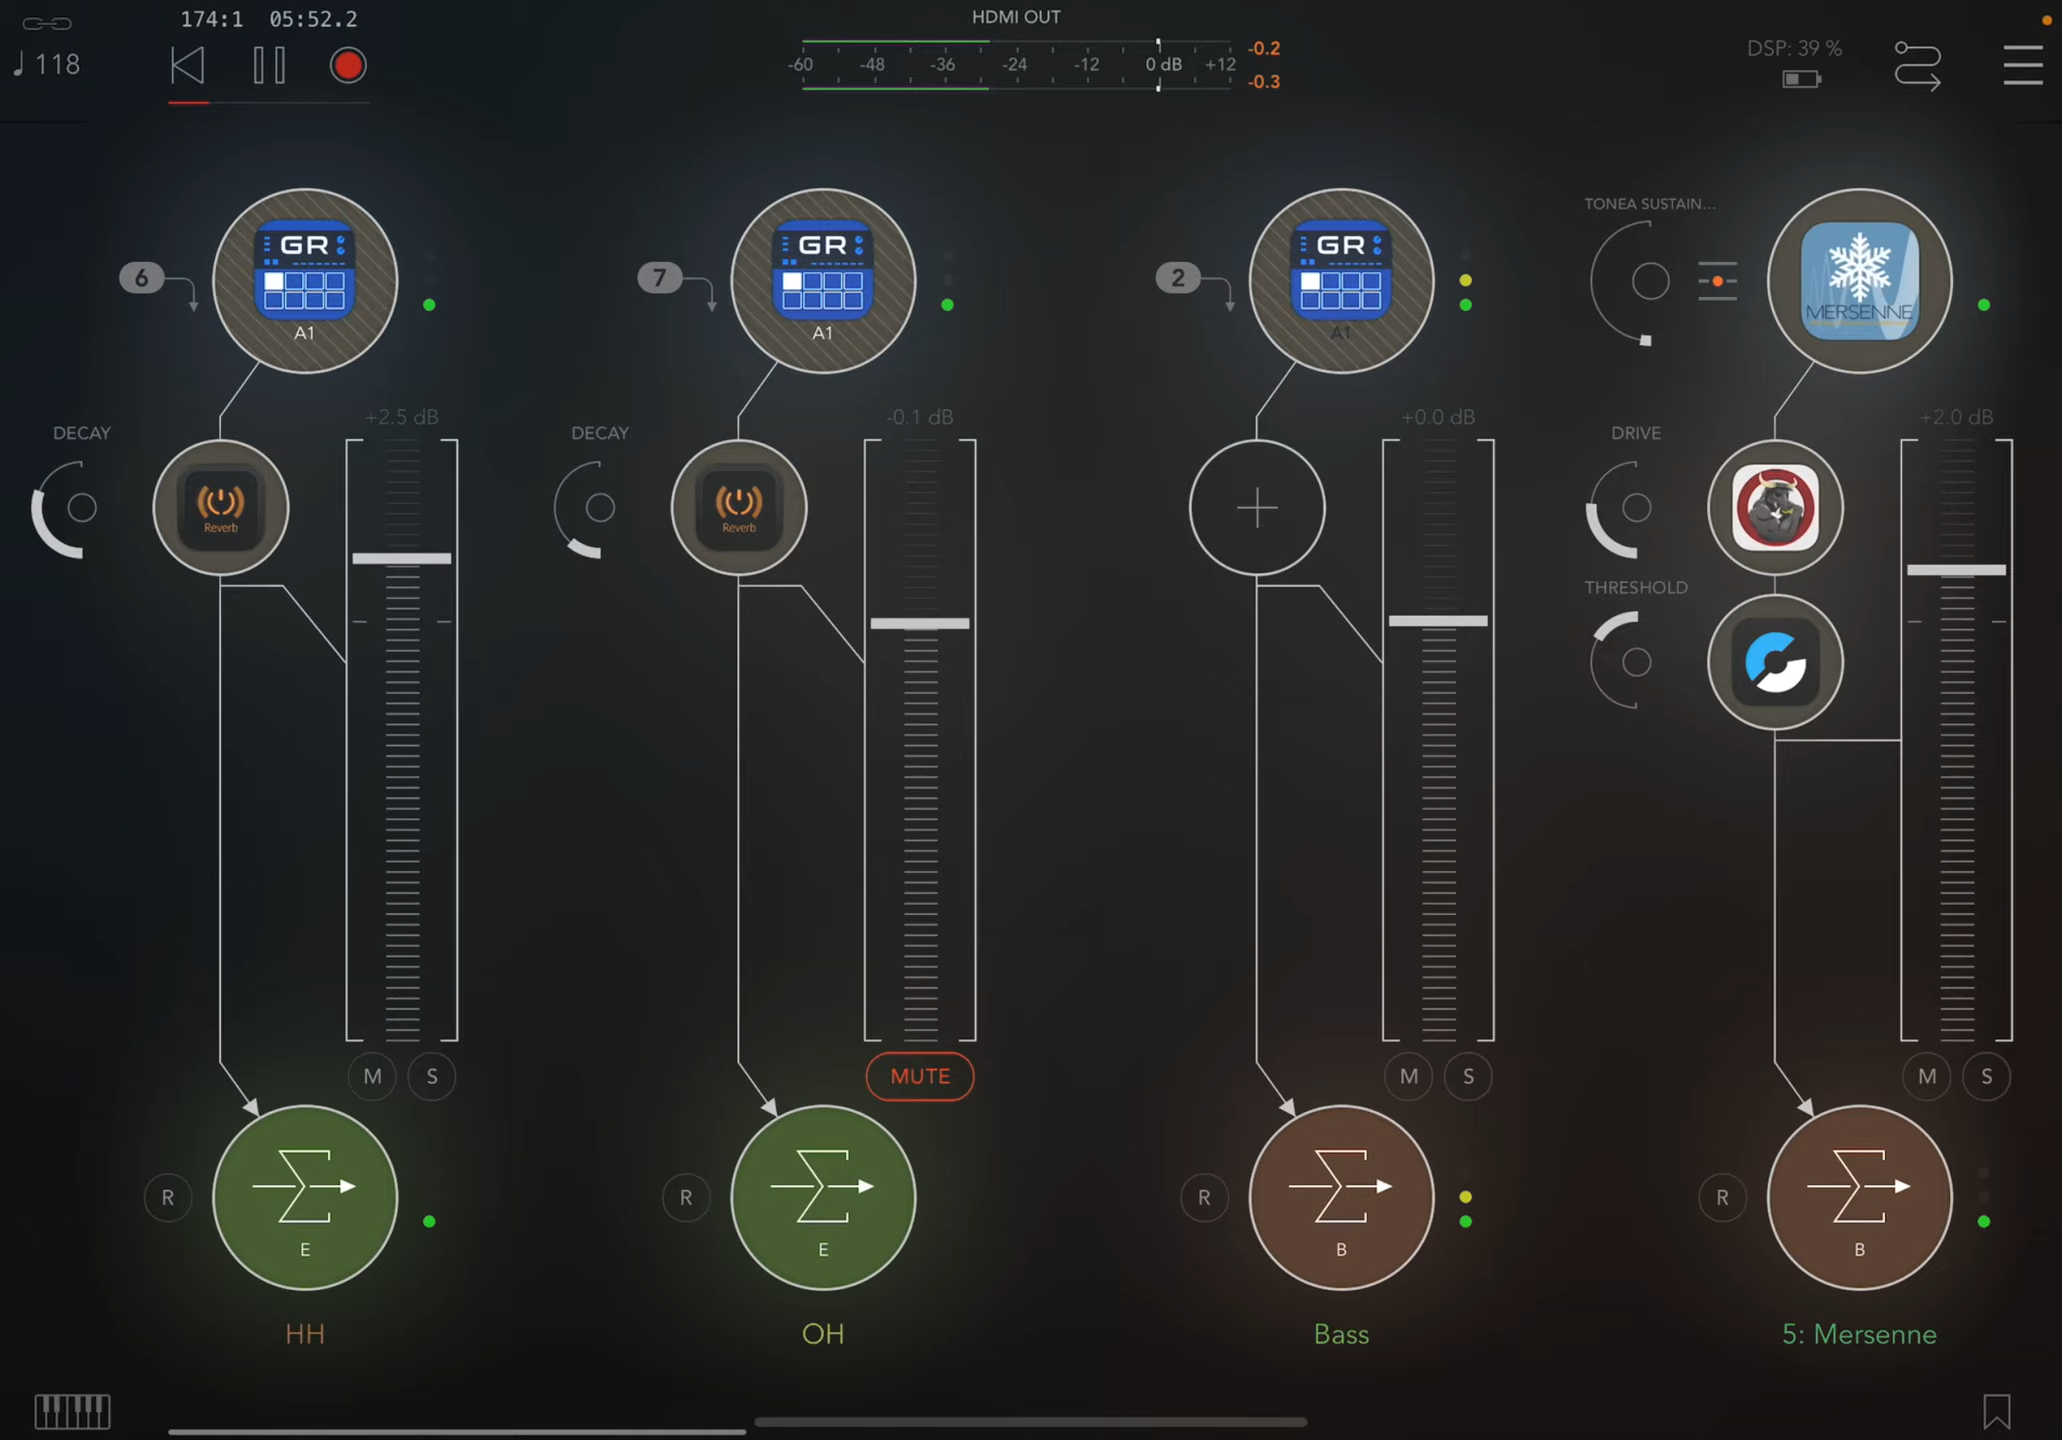 174:1 05:52.2
118
HDMI OUT
-60 -48 -36 -24 -12 0 dB +12
-0.2
-0.3
DSP: 39 %
6
GR
A1
7
GR
A1
2
GR
A1
TONEA SUSTAIN...
MERSENNE
DECAY
Reverb
+2.5 dB
DECAY
Reverb
-0.1 dB
+0.0 dB
DRIVE
+2.0 dB
THRESHOLD
M S
MUTE
M S
M S
R
E
R
E
R
B
R
B
HH
OH
Bass
5: Mersenne